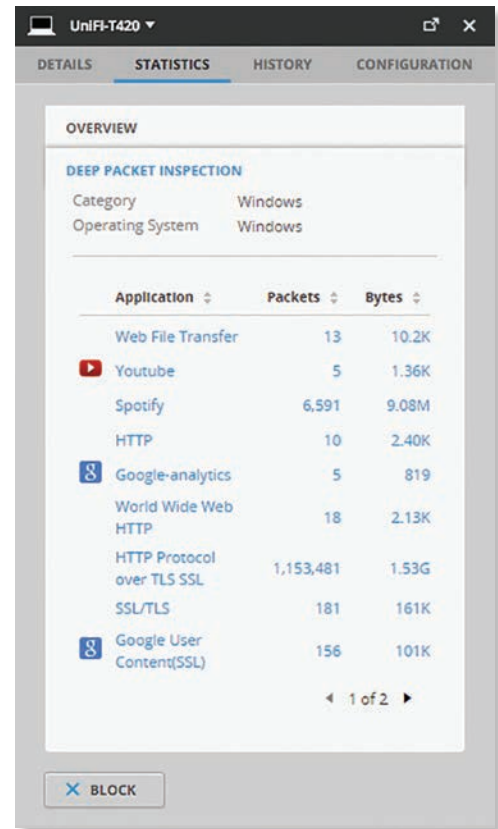 UniFi-T420
DETAILS STATISTICS HISTORY CONFIGURATION
OVERVIEW
DEEP PACKET INSPECTION
Category Windows
Operating System Windows
Application Packets Bytes
Web File Transfer 13 10.2K
Youtube 5 1.36K
Spotify 6,591 9.08M
HTTP 10 2.40K
8 Google-analytics 5 819
World Wide Web
HTTP 18 2.13K
HTTP Protocol
over TLS SSL 1,153,481 1.53G
SSL/TLS 181 161K
8 Google User
Content(SSL) 156 101K
1 of 2
BLOCK